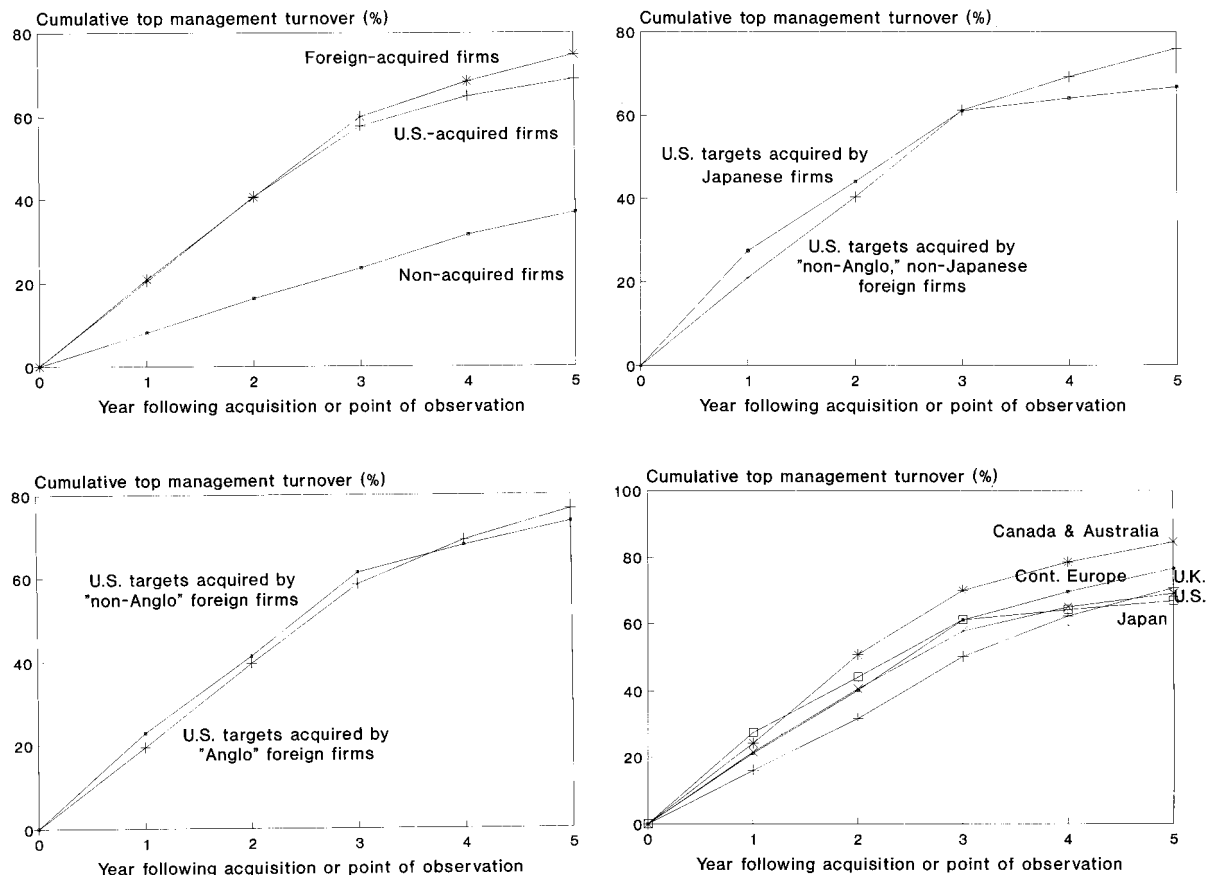 Cumulative top management turnover (%)
80
60
40
20
0
Foreign-acquired firms
U.S.-acquired firms
Non-acquired firms
0 1 2 3 4 5
Year following acquisition or point of observation
Cumulative top management turnover (%)
80
60
40
20
0
U.S. targets acquired by
Japanese firms
U.S. targets acquired by
"non-Anglo," non-Japanese
foreign firms
0 1 2 3 4 5
Year following acquisition or point of observation
Cumulative top management turnover (%)
80
60
40
20
0
U.S. targets acquired by
"non-Anglo" foreign firms
U.S. targets acquired by
"Anglo" foreign firms
0 1 2 3 4 5
Year following acquisition or point of observation
Cumulative top management turnover (%)
100
80
60
40
20
0
Canada & Australia
Cont. Europe
U.K.
U.S.
Japan
0 1 2 3 4 5
Year following acquisition or point of observation